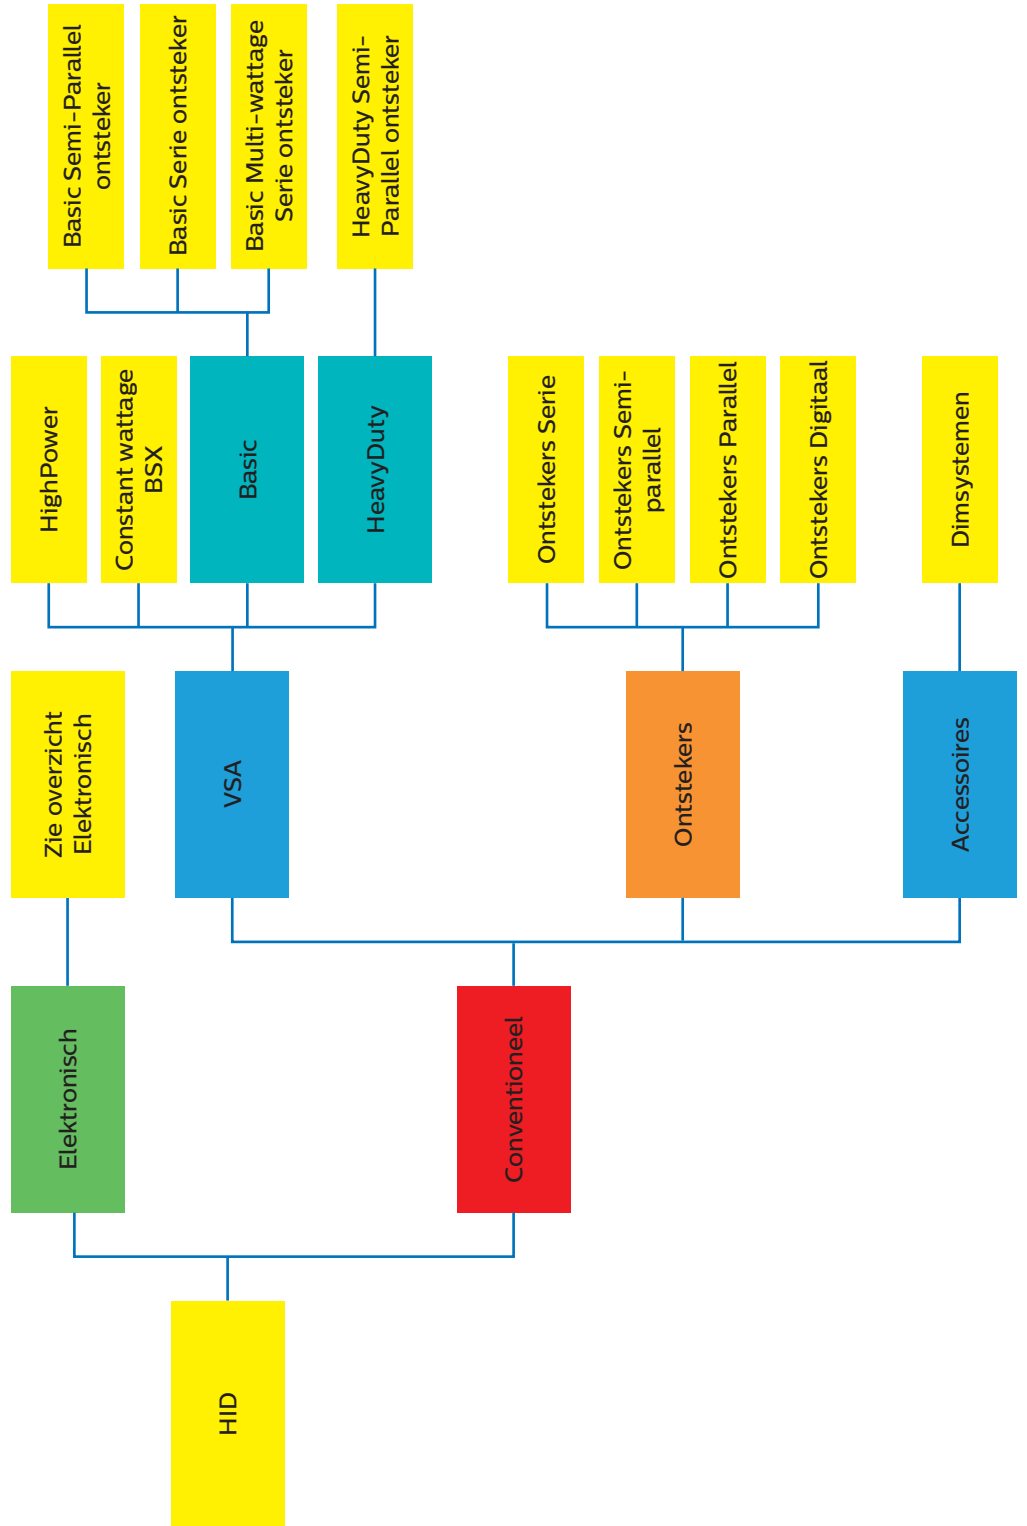 HID
Elektronisch
Zie overzicht
Elektronisch
Conventioneel
VSA
HighPower
Constant wattage
BSX
Basic
Basic Semi-Parallel
ontsteker
Basic Serie ontsteker
Basic Multi-wattage
Serie ontsteker
HeavyDuty
HeavyDuty Semi-
Parallel ontsteker
Ontstekers
Ontstekers Serie
Ontstekers Semi-
parallel
Ontstekers Parallel
Ontstekers Digitaal
Accessoires
Dimsystemen